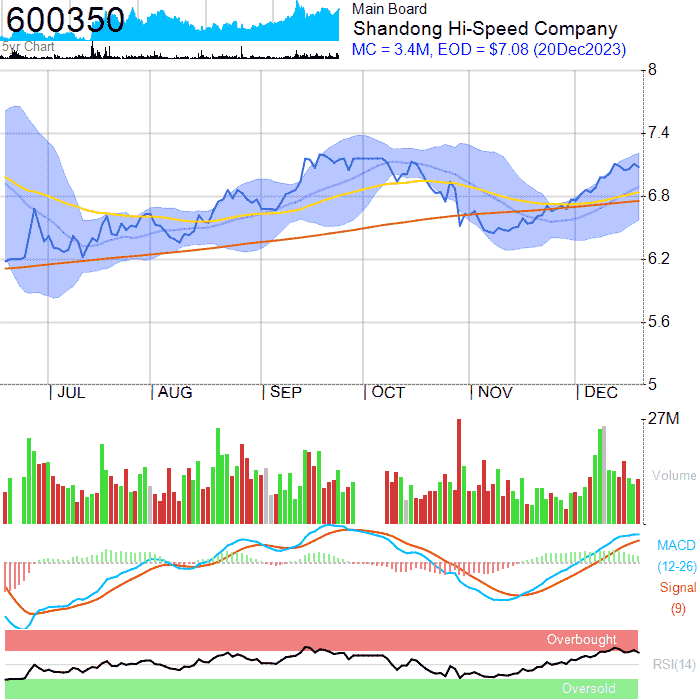 600350
5yr Chart
Main Board
Shandong Hi-Speed Company
MC = 3.4M, EOD = $7.08 (20Dec2023)
8
7.4
6.8
6.2
5.6
5
JUL
AUG
SEP
OCT
NOV
DEC
27M
Volume
MACD
(12-26)
Signal
(9)
Overbought
RSI(14)
Oversold